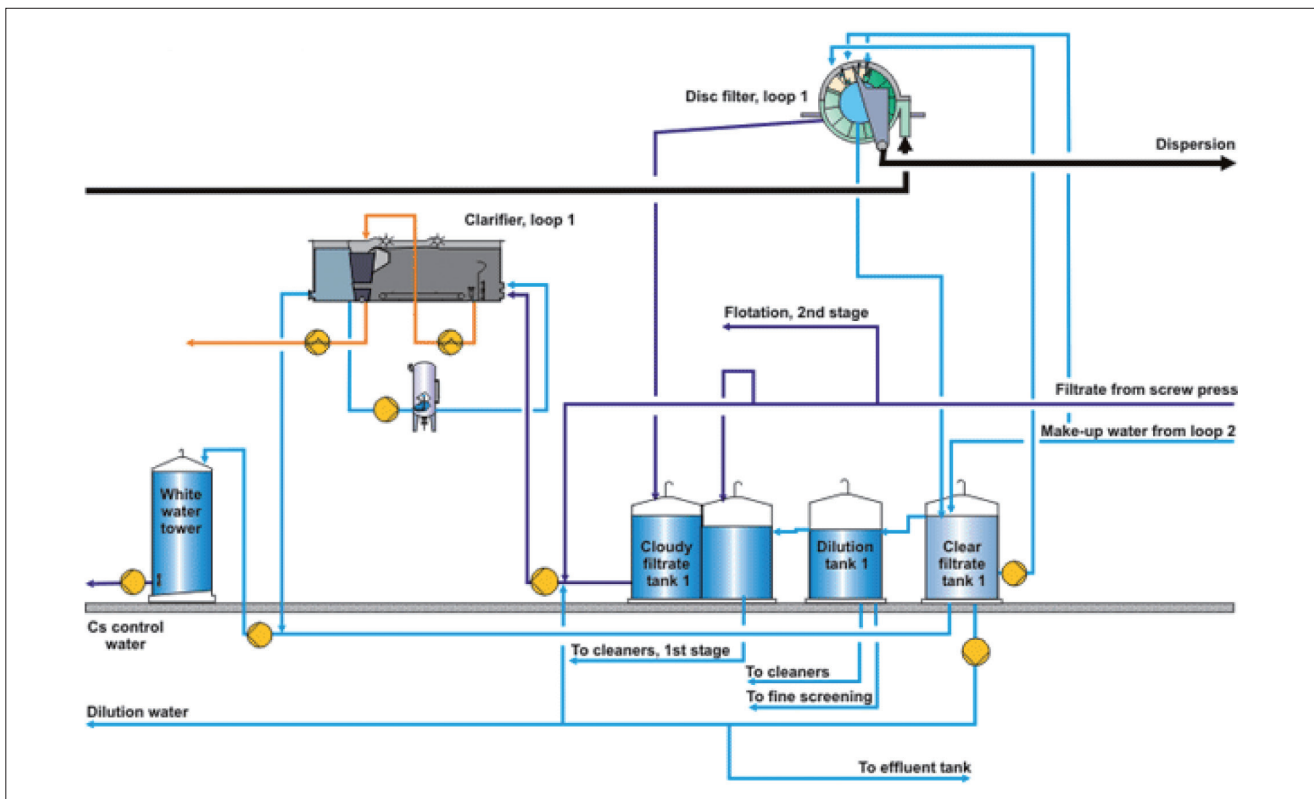 Disc filter, loop 1
Dispersion
Clarifier, loop 1
Flotation, 2nd stage
Filtrate from screw press
Make-up water from loop 2
White
water
tower
Cloudy
filtrate
tank 1
Dilution
tank 1
Clear
filtrate
tank 1
Cs control
water
To cleaners, 1st stage
To cleaners
To fine screening
Dilution water
To effluent tank